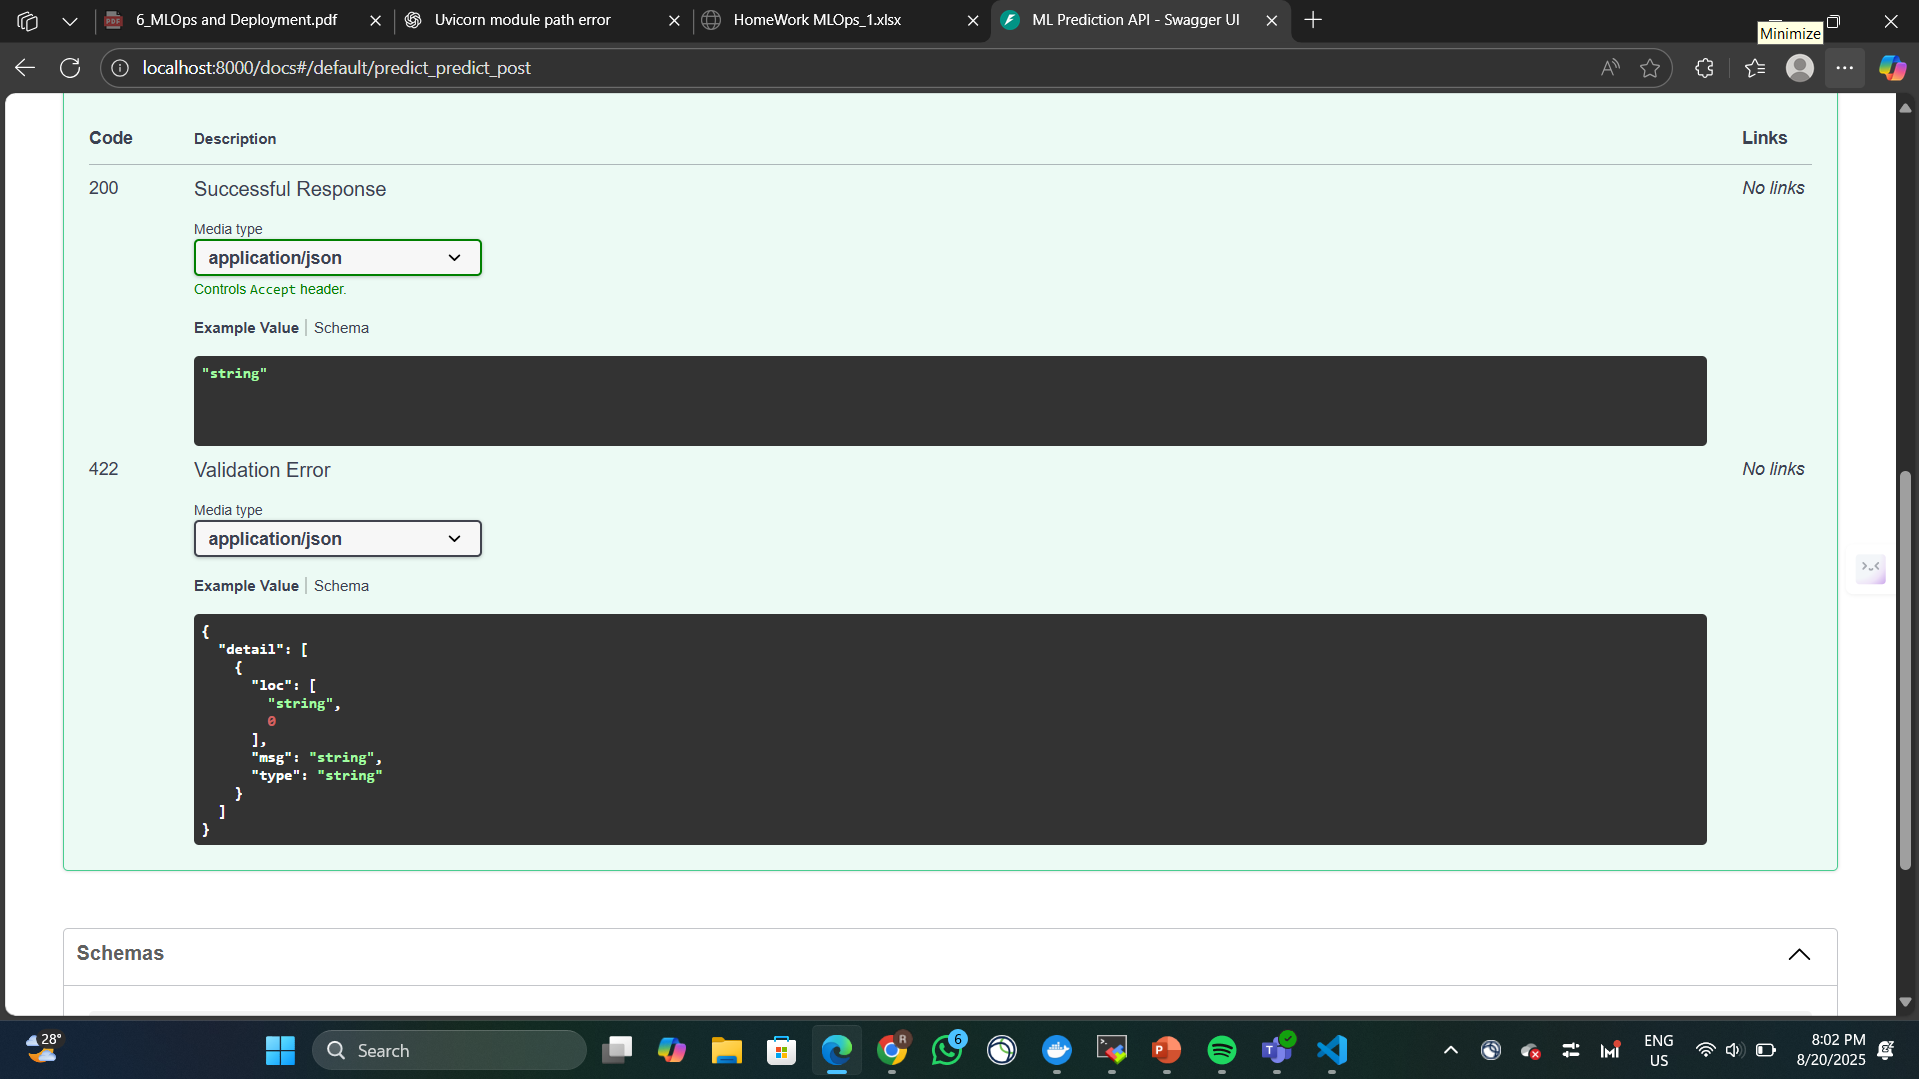 6_MLOps and Deployment.pdf
Uvicorn module path error
HomeWork MLOps_1.xlsx
ML Prediction API - Swagger UI
Minimize
localhost:8000/docs#/default/predict_predict_post
Code Description Links
200 Successful Response No links
Media type
application/json
Controls Accept header.
Example Value Schema
"string"
422 Validation Error No links
Media type
application/json
Example Value Schema
{
"detail": [
{
"loc": [
"string",
0
],
"msg": "string",
"type": "string"
}
]
}
Schemas
28°
Search
R
6
ENG
US
8:02 PM
8/20/2025